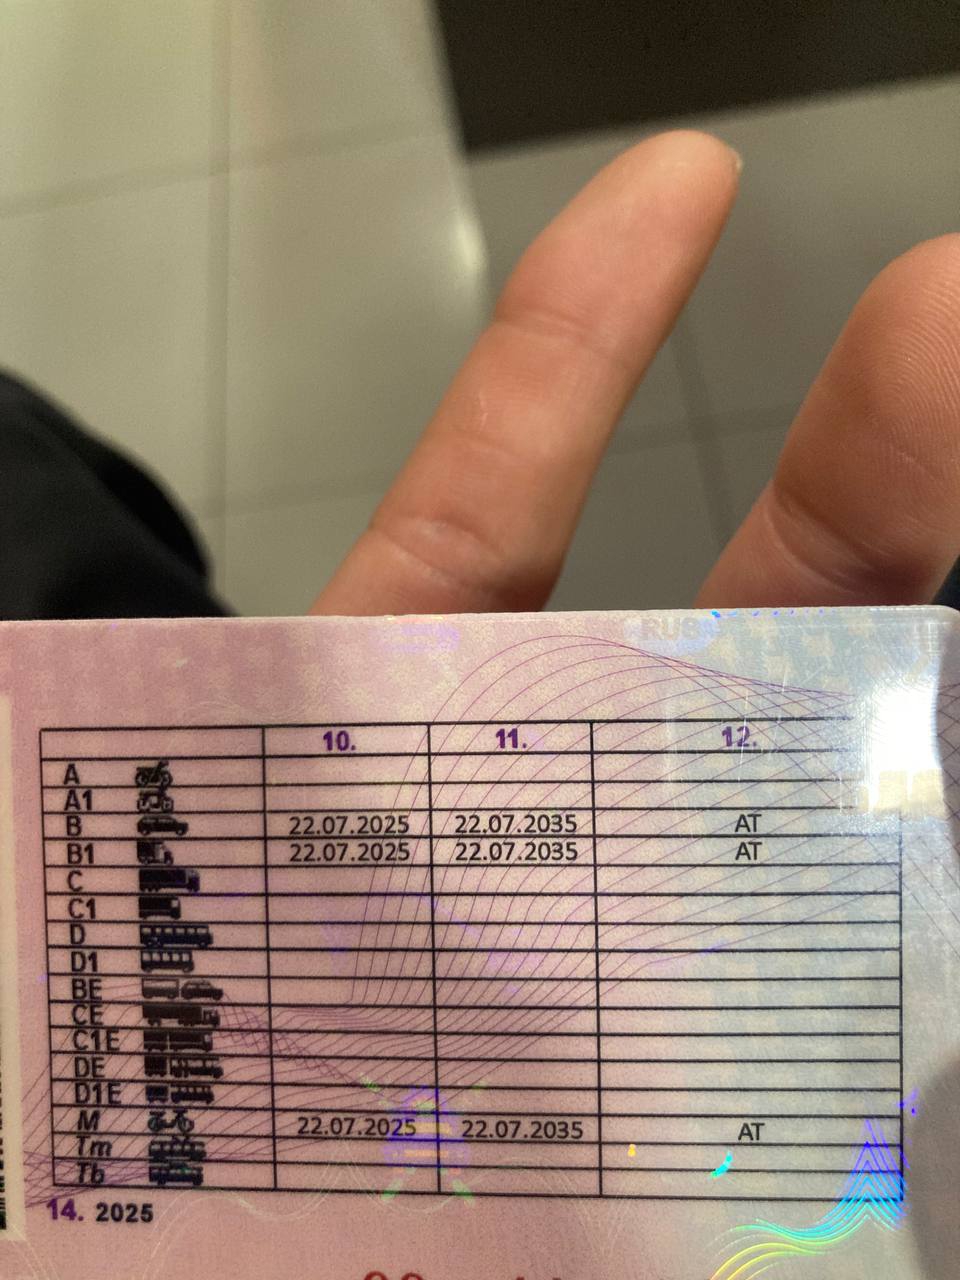 RUS
10. 11. 12.
A
A1
B 22.07.2025 22.07.2035 AT
B1 22.07.2025 22.07.2035 AT
C
C1
D
D1
BE
CE
C1E
DE
D1E
M 22.07.2025 22.07.2035 AT
Tm
Tb
14. 2025